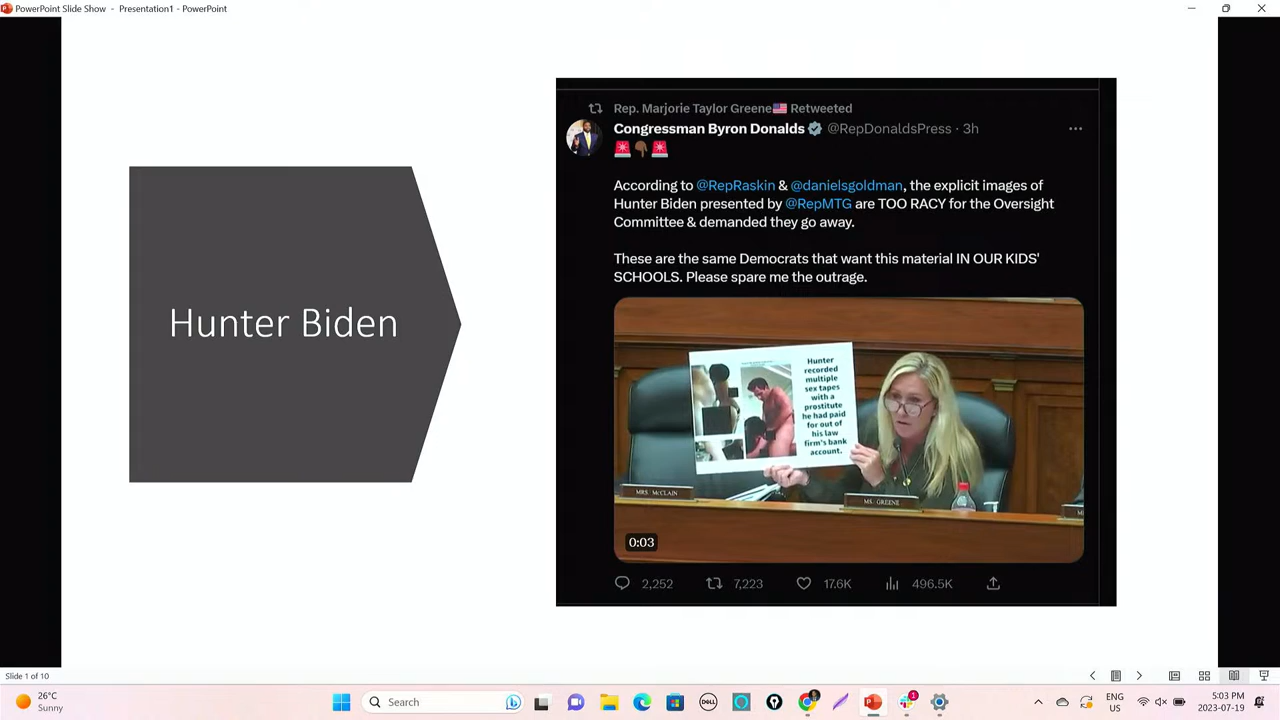 PowerPoint Slide Show - Presentation1 - PowerPoint
Hunter Biden
Rep. Marjorie Taylor Greene Retweeted
Congressman Byron Donalds @RepDonaldsPress · 3h
According to @RepRaskin & @danielsgoldman, the explicit images of
Hunter Biden presented by @RepMTG are TOO RACY for the Oversight
Committee & demanded they go away.
These are the same Democrats that want this material IN OUR KIDS'
SCHOOLS. Please spare me the outrage.
Hunter
recorded
multiple
sex tapes
with a
prostitute
he had paid
for out of
his law
firm's bank
account.
MRS. McCLAIN
MS. GREENE
0:03
2,252
7,223
17.6K
496.5K
Slide 1 of 10
26°C
Sunny
Search
DELL
1
ENG
US
5:03 PM
2023-07-19